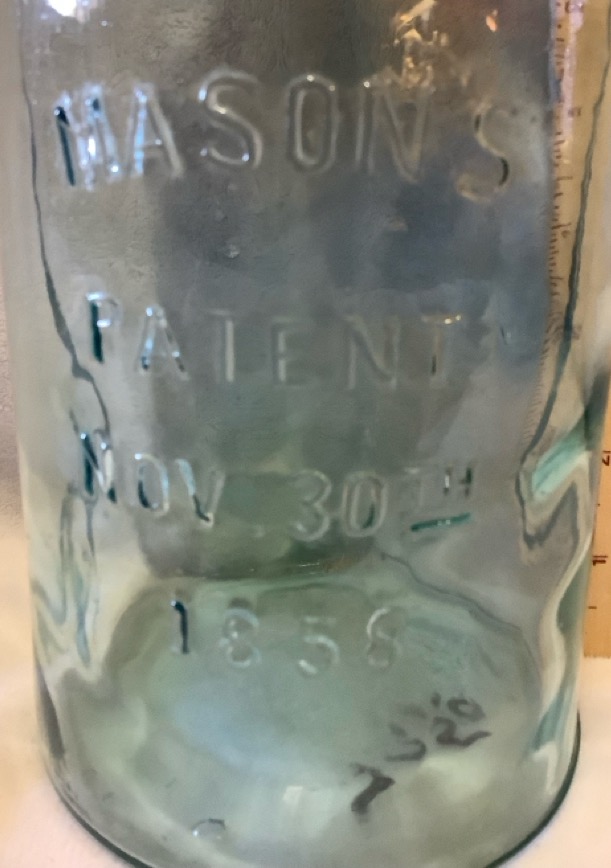 MASON'S
PATENT
NOV. 30TH
1858